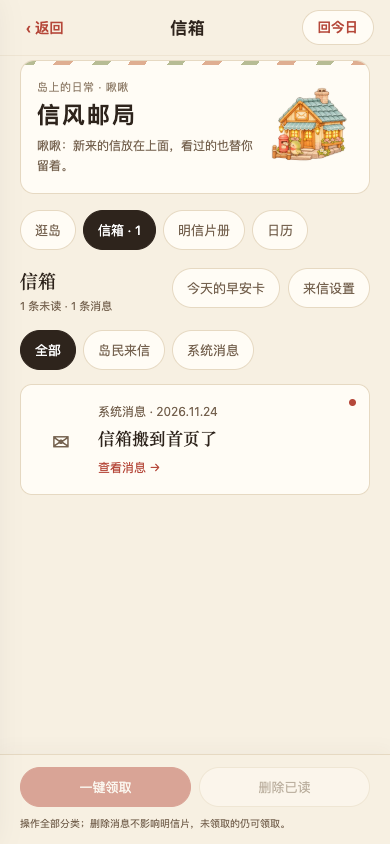 ‹ 返回
信箱
回今日
岛上的日常 · 啾啾
信风邮局
啾啾：新来的信放在上面，看过的也替你
留着。
逛岛
信箱 · 1
明信片册
日历
信箱
1 条未读 · 1 条消息
今天的早安卡
来信设置
全部
岛民来信
系统消息
系统消息 · 2026.11.24
信箱搬到首页了
查看消息 →
一键领取
删除已读
操作全部分类；删除消息不影响明信片，未领取的仍可领取。